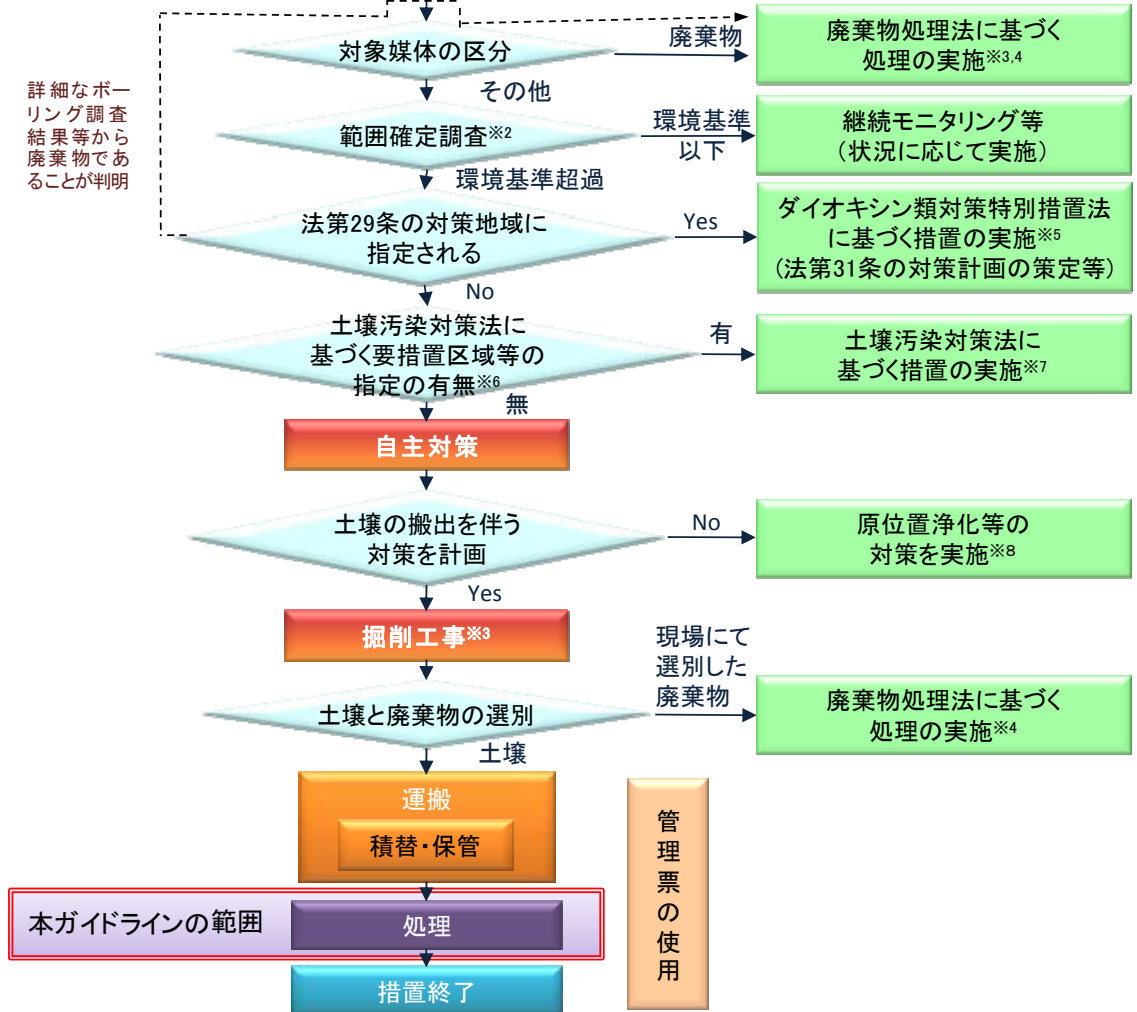 対象媒体の区分
廃棄物
廃棄物処理法に基づく
処理の実施※3,4
その他
詳細なボー
リング調査
結果等から
廃棄物であ
ることが判明
範囲確定調査※2
環境基準
以下
継続モニタリング等
（状況に応じて実施）
環境基準超過
法第29条の対策地域に
指定される
Yes
ダイオキシン類対策特別措置法
に基づく措置の実施※5
（法第31条の対策計画の策定等）
No
土壌汚染対策法に
基づく要措置区域等の
指定の有無※6
有
土壌汚染対策法に
基づく措置の実施※7
無
自主対策
土壌の搬出を伴う
対策を計画
No
原位置浄化等の
対策を実施※8
Yes
掘削工事※3
現場にて
選別した
廃棄物
土壌と廃棄物の選別
廃棄物処理法に基づく
処理の実施※4
土壌
運搬
積替・保管
管理票の使用
本ガイドラインの範囲
処理
措置終了